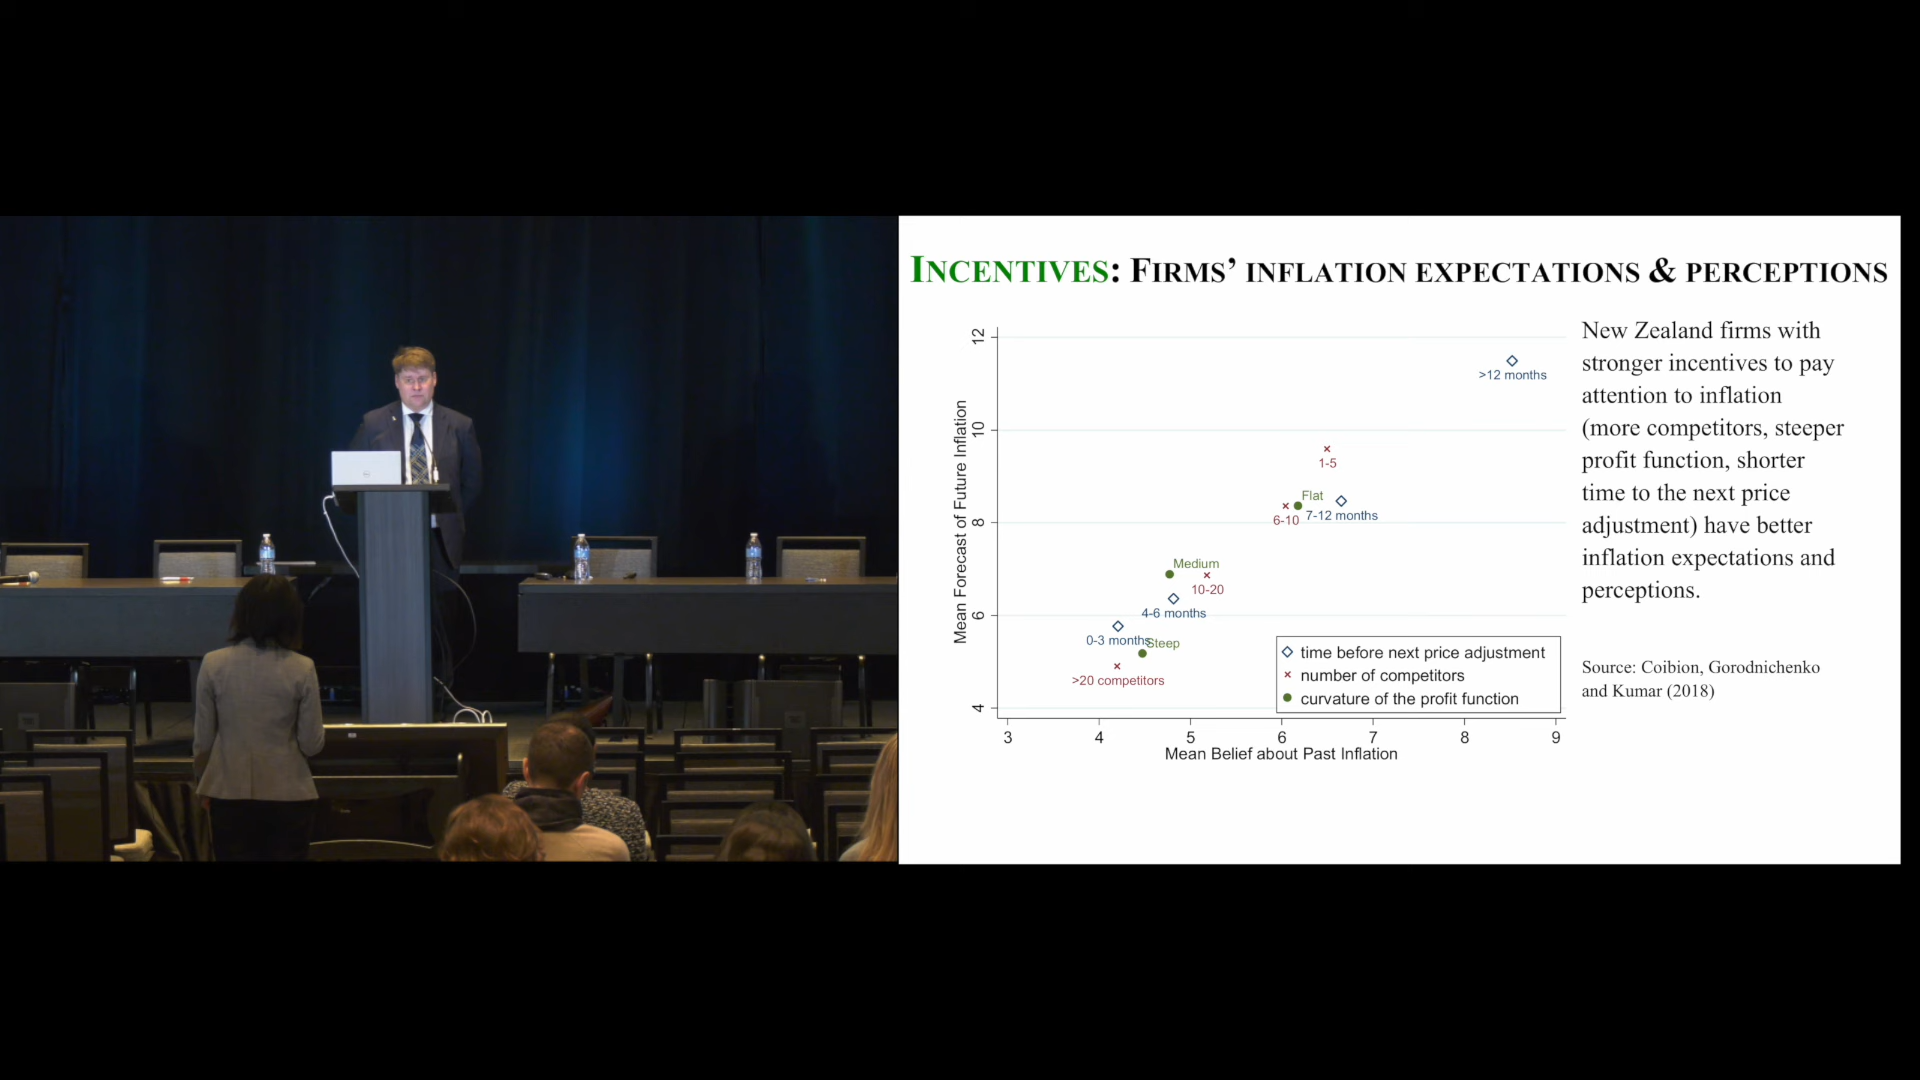 INCENTIVES: FIRMS' INFLATION EXPECTATIONS & PERCEPTIONS
Mean Forecast of Future Inflation
12
10
8
6
4
>12 months
1-5
Flat
6-10
7-12 months
Medium
10-20
4-6 months
0-3 months
Steep
>20 competitors
time before next price adjustment
number of competitors
curvature of the profit function
3 4 5 6 7 8 9
Mean Belief about Past Inflation
New Zealand firms with
stronger incentives to pay
attention to inflation
(more competitors, steeper
profit function, shorter
time to the next price
adjustment) have better
inflation expectations and
perceptions.
Source: Coibion, Gorodnichenko
and Kumar (2018)